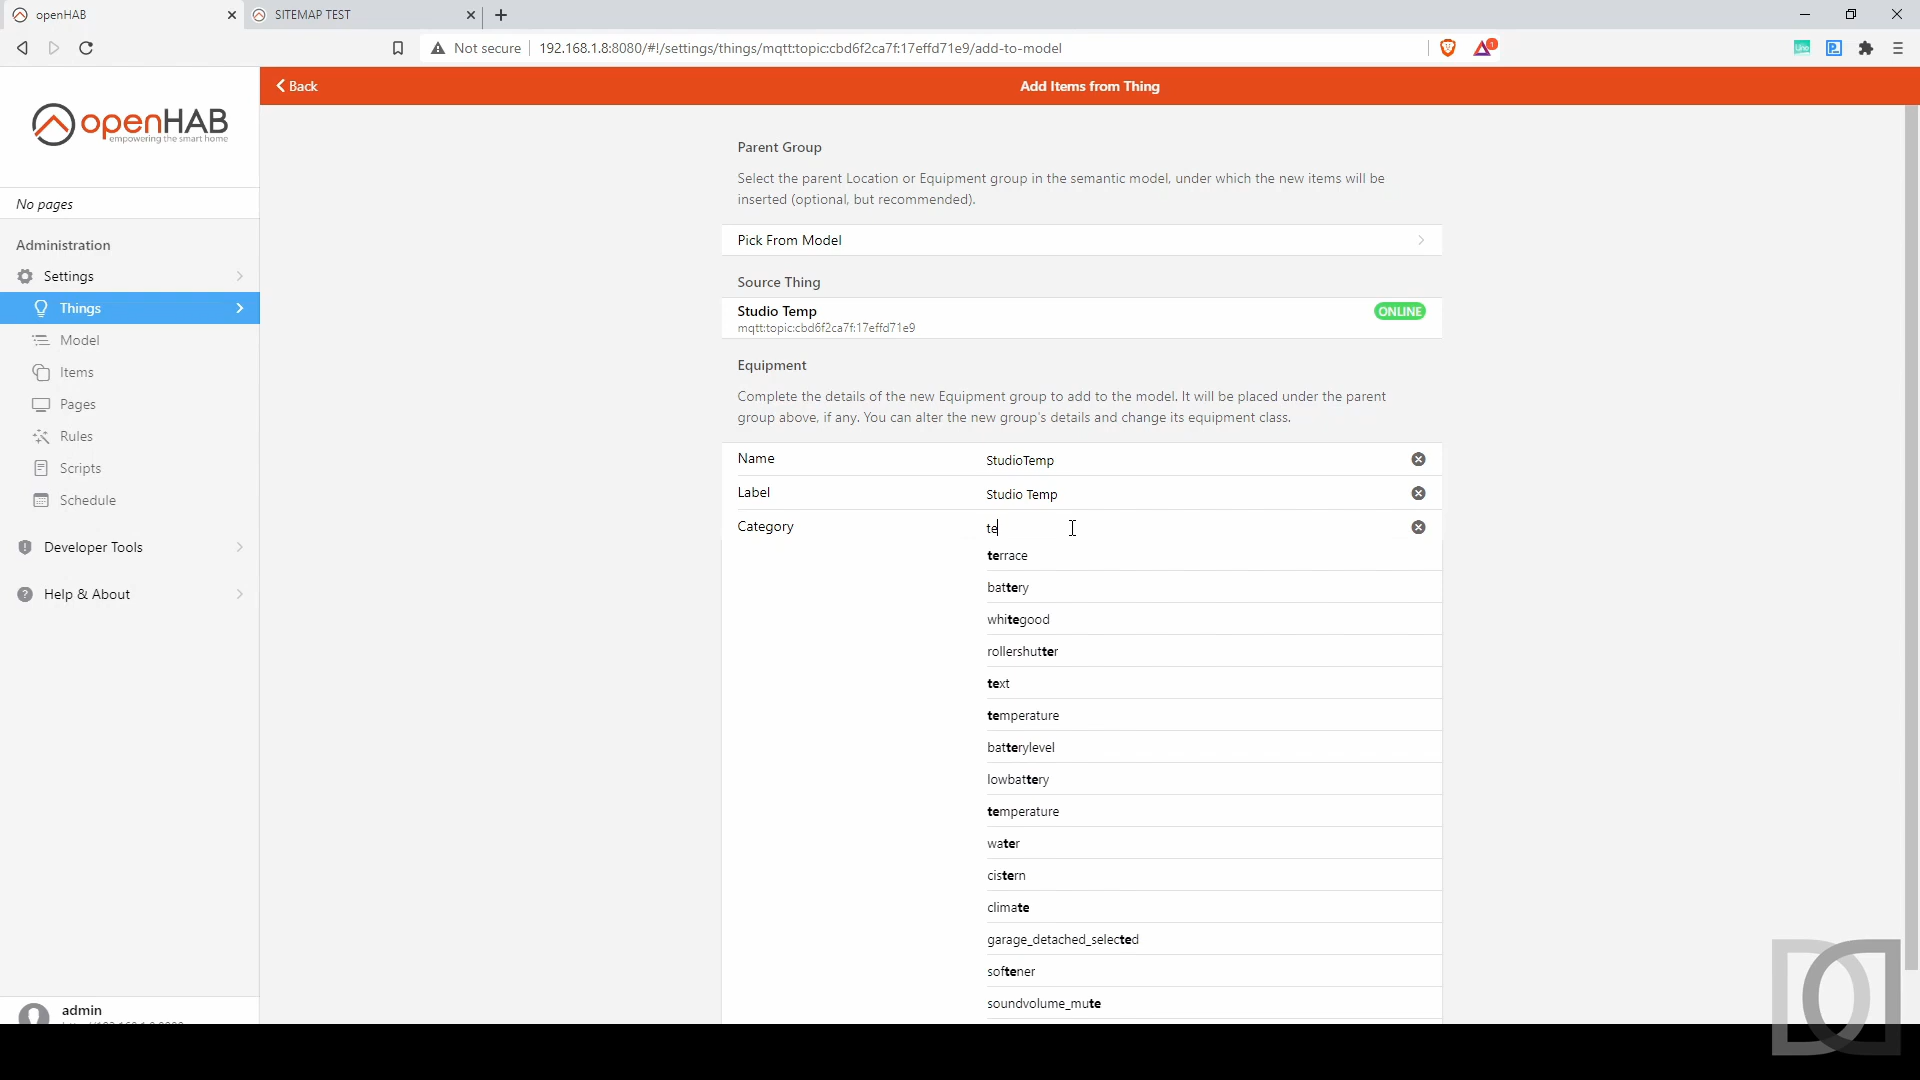 openHAB
SITEMAP TEST
Not secure
192.168.1.8:8080/#!/settings/things/mqtt:topic:cbd6f2ca7f:17effd71e9/add-to-model
1
openHAB
empowering the smart home
Back
Add Items from Thing
No pages
Administration
Settings
Things
Model
Items
Pages
Rules
Scripts
Schedule
Developer Tools
Help & About
admin
Parent Group
Select the parent Location or Equipment group in the semantic model, under which the new items will be
inserted (optional, but recommended).
Pick From Model
Source Thing
Studio Temp
ONLINE
mqtt:topic:cbd6f2ca7f:17effd71e9
Equipment
Complete the details of the new Equipment group to add to the model. It will be placed under the parent
group above, if any. You can alter the new group's details and change its equipment class.
Name
StudioTemp
Label
Studio Temp
Category
te
terrace
battery
whitegood
rollershutter
text
temperature
batterylevel
lowbattery
temperature
water
cistern
climate
garage_detached_selected
softener
soundvolume_mute